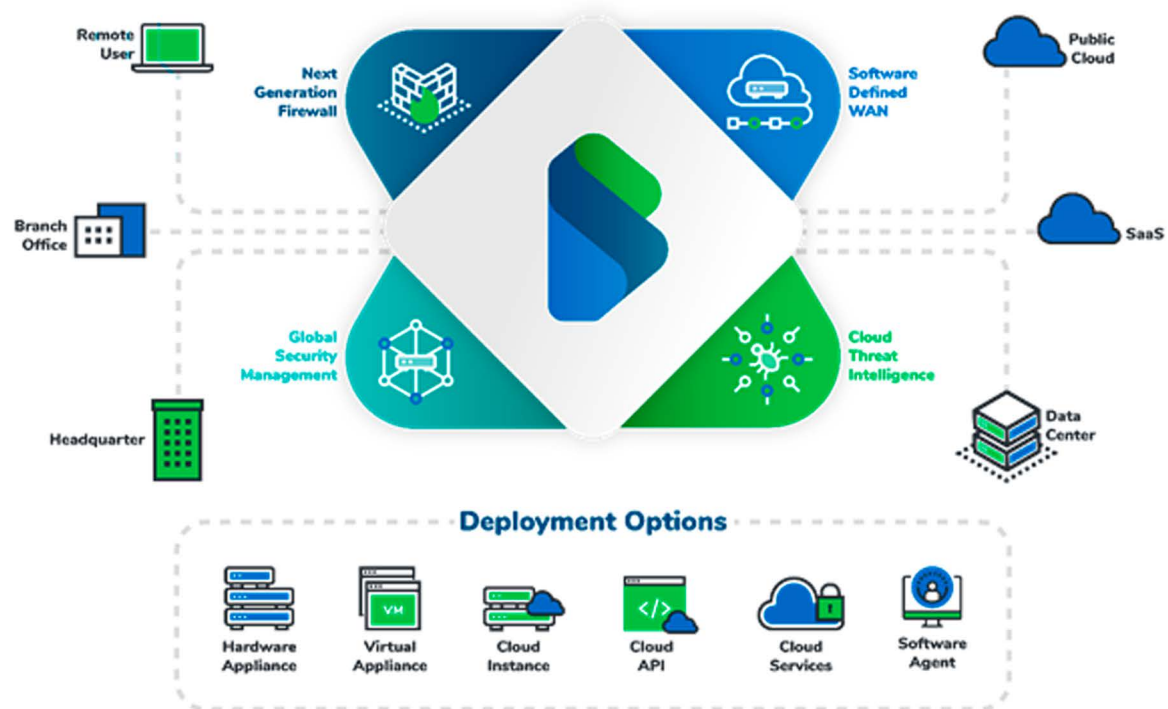 Remote
User
Next
Generation
Firewall
Software
Defined
WAN
Public
Cloud
Branch
Office
SaaS
Global
Security
Management
Cloud
Threat
Intelligence
Headquarter
Data
Center
Deployment Options
VM
</>
Hardware
Appliance
Virtual
Appliance
Cloud
Instance
Cloud
API
Cloud
Services
Software
Agent